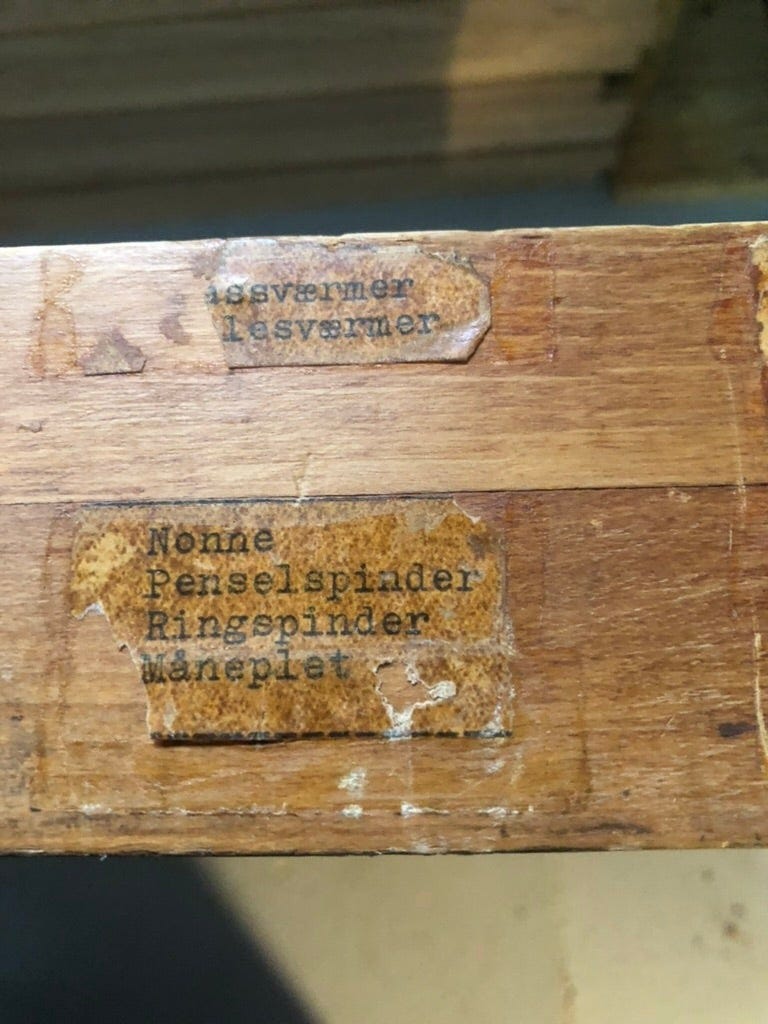 assværmer
lesværmer
Nonne
Penselspinder
Ringspinder
Måneplet